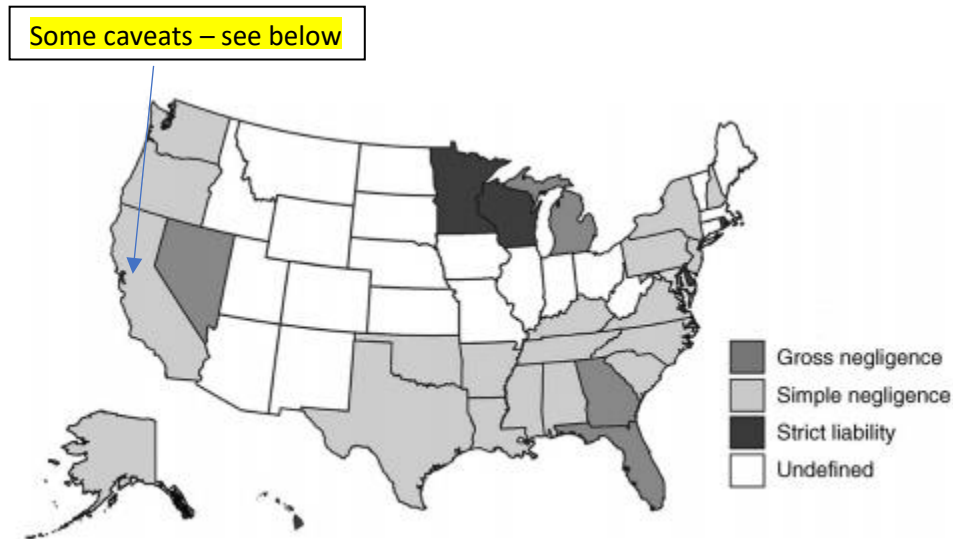 Some caveats – see below
Gross negligence
Simple negligence
Strict liability
Undefined